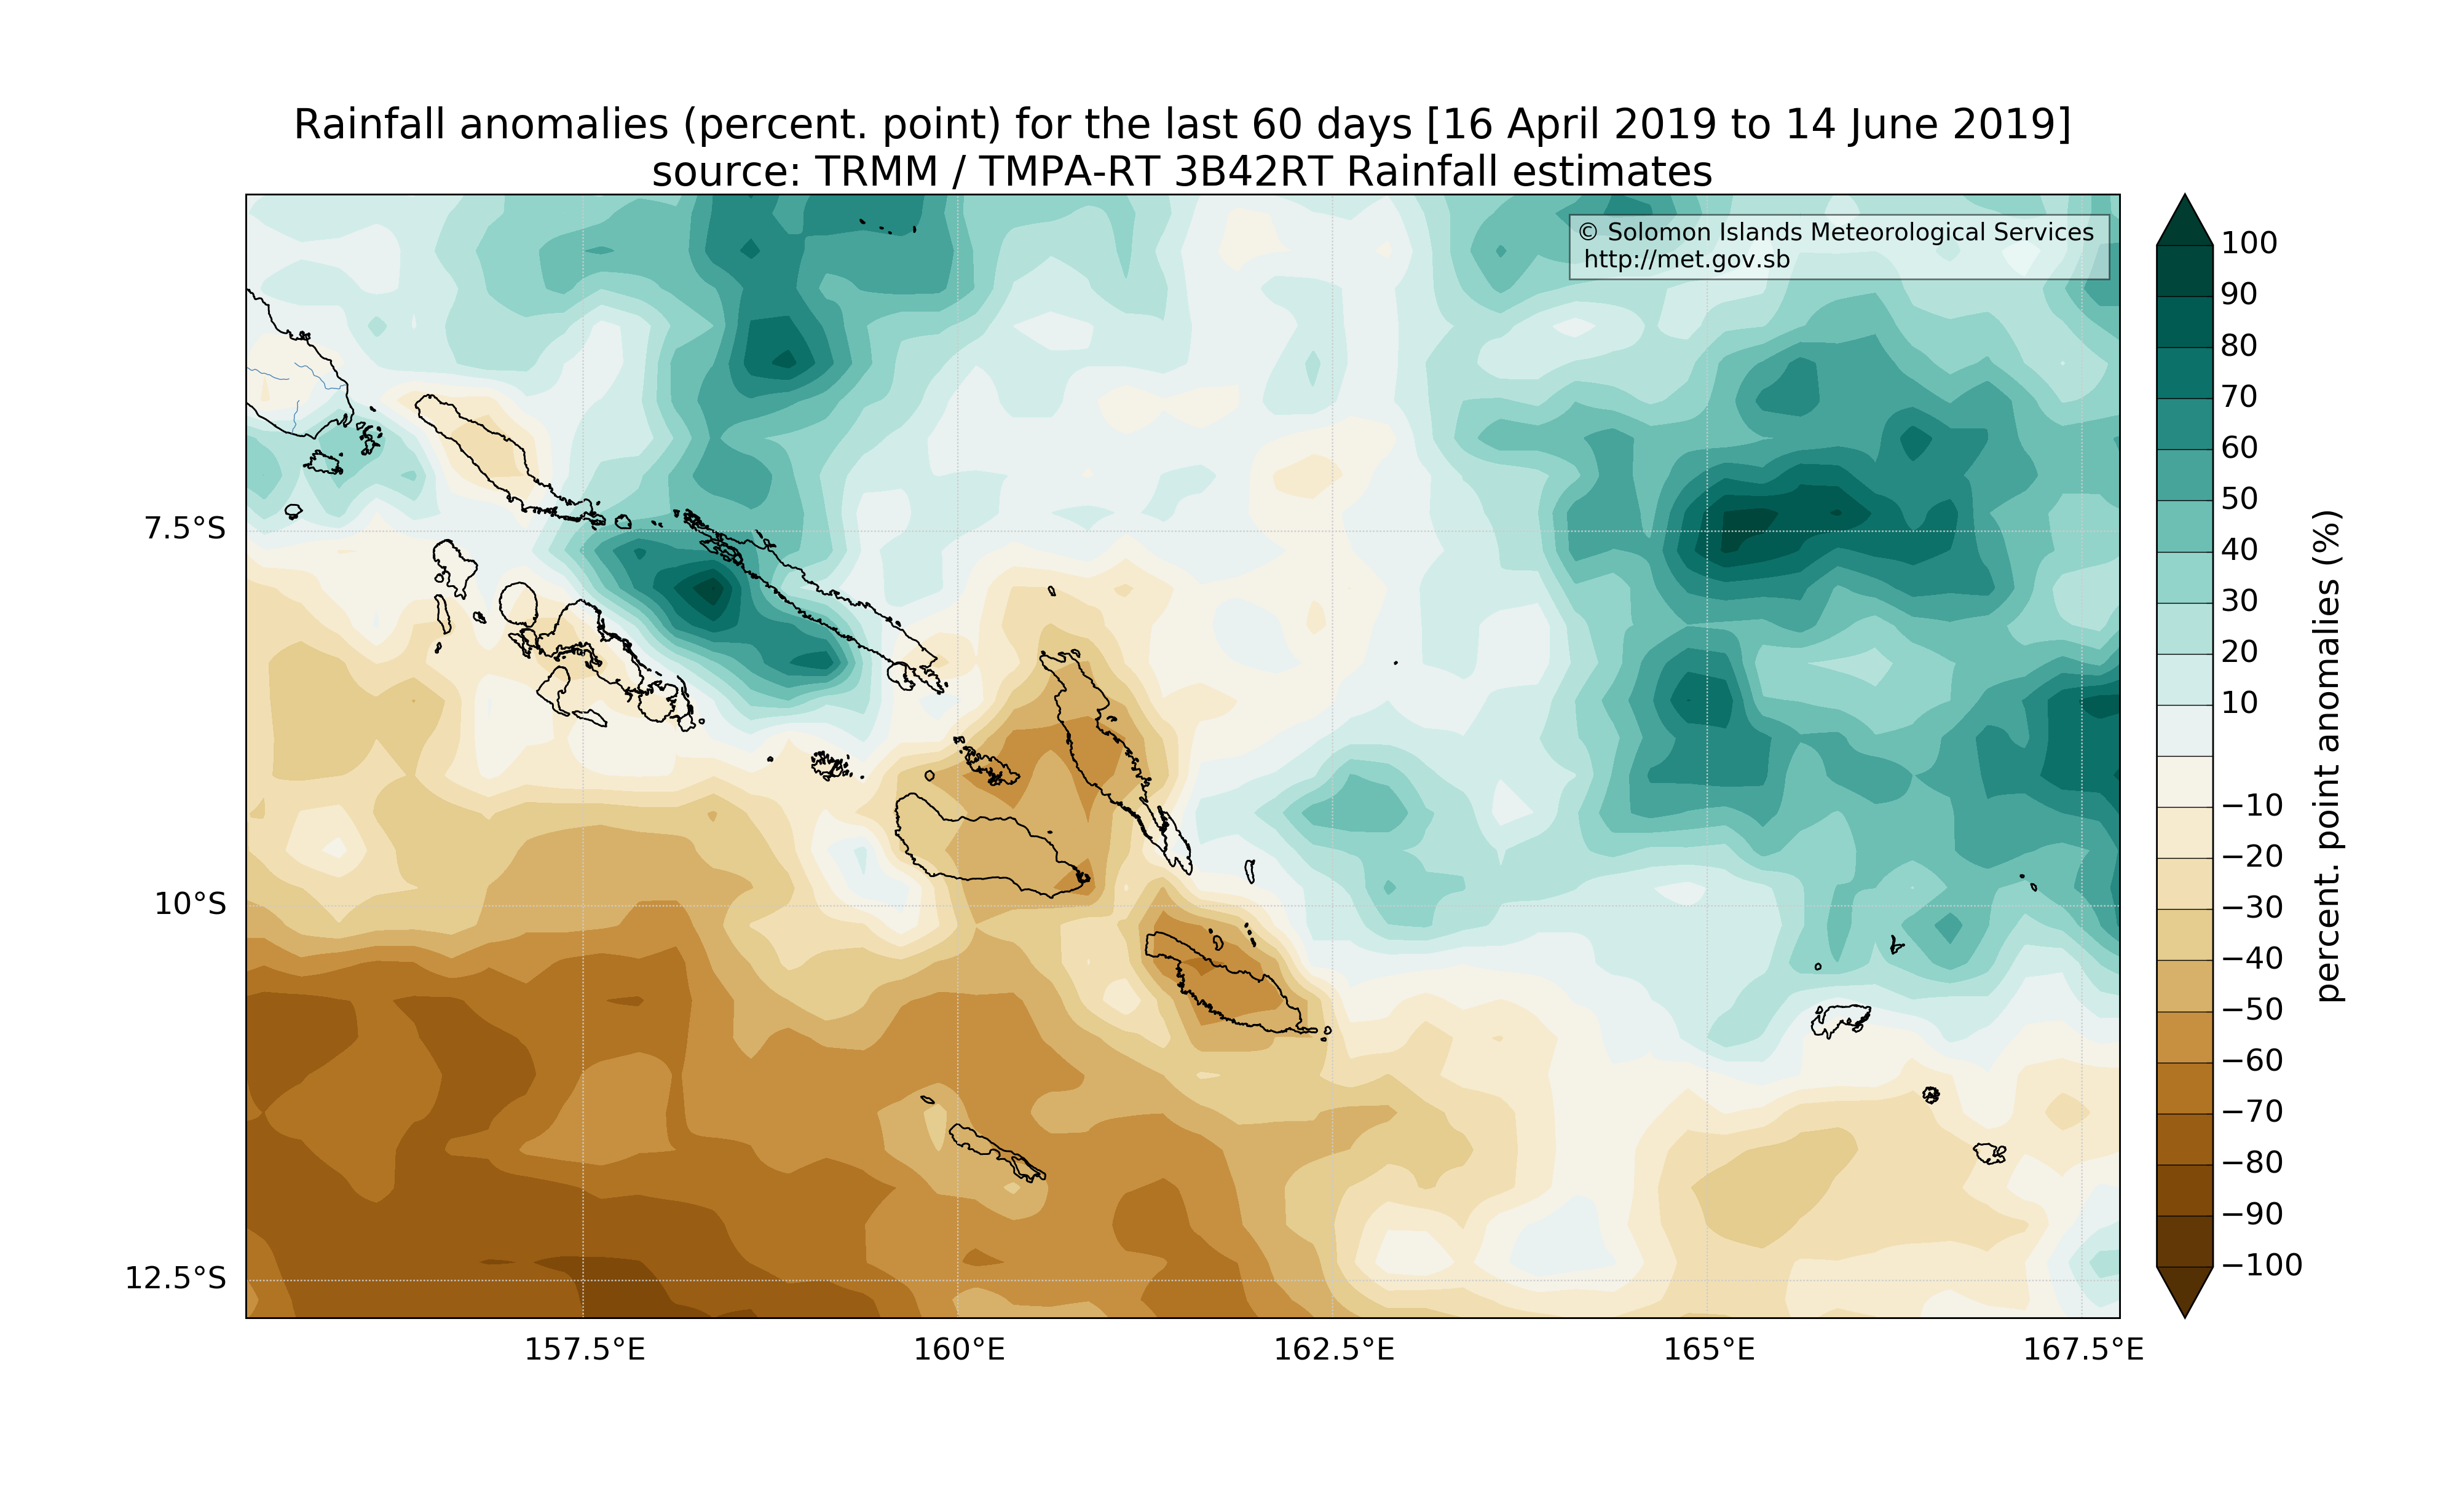 Rainfall anomalies (percent. point) for the last 60 days [16 April 2019 to 14 June 2019]
source: TRMM / TMPA-RT 3B42RT Rainfall estimates
© Solomon Islands Meteorological Services
http://met.gov.sb
7.5°S
10°S
12.5°S
157.5°E
160°E
162.5°E
165°E
167.5°E
100
90
80
70
60
50
40
30
20
10
−10
−20
−30
−40
−50
−60
−70
−80
−90
−100
percent. point anomalies (%)